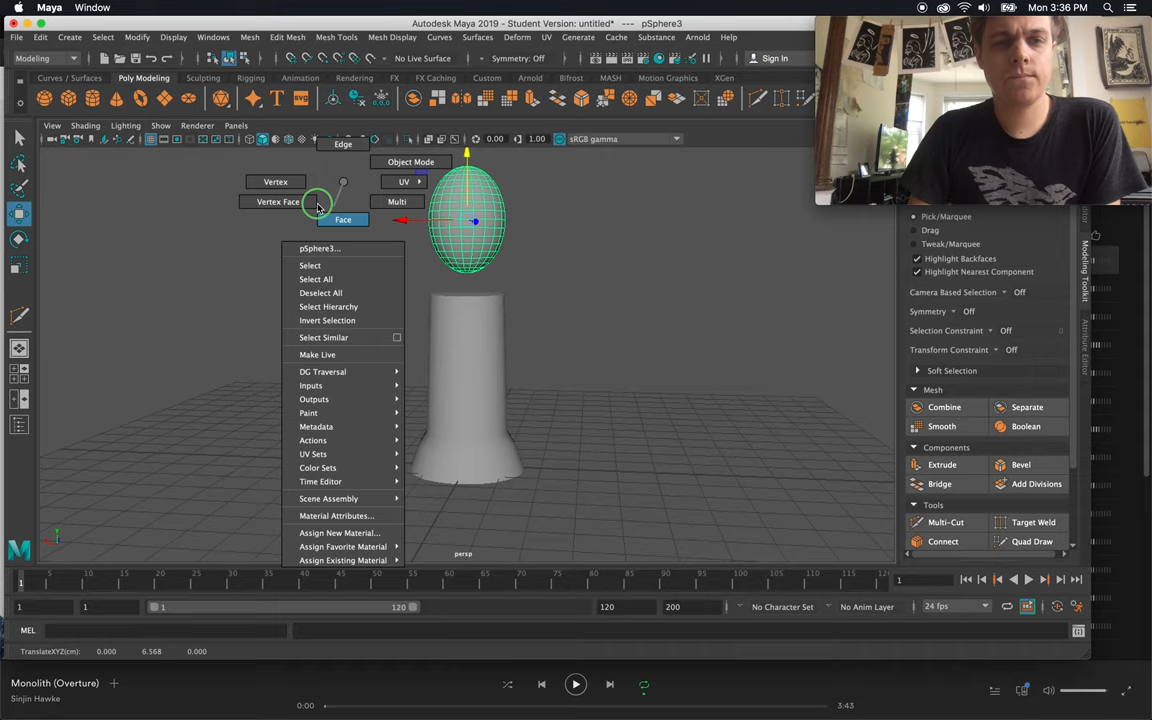 Maya Window
Mon 3:36 PM
Autodesk Maya 2019 - Student Version: untitled* --- pSphere3
File Edit Create Select Modify Display Windows Mesh Edit Mesh Mesh Tools Mesh Display Curves Surfaces Deform UV Generate Cache Substance Arnold Help
Modeling No Live Surface Symmetry: Off Sign In
Curves / Surfaces Poly Modeling Sculpting Rigging Animation Rendering FX FX Caching Custom Arnold Bifrost MASH Motion Graphics XGen
View Shading Lighting Show Renderer Panels
0.00 1.00 sRGB gamma
Edge
Object Mode
Vertex UV
Vertex Face Multi
Face
pSphere3...
Select
Select All
Deselect All
Select Hierarchy
Invert Selection
Select Similar
Make Live
DG Traversal
Inputs
Outputs
Paint
Metadata
Actions
UV Sets
Color Sets
Time Editor
Scene Assembly
Material Attributes...
Assign New Material...
Assign Favorite Material
Assign Existing Material
persp
Pick/Marquee
Drag
Tweak/Marquee
Highlight Backfaces
Highlight Nearest Component
Camera Based Selection Off
Symmetry Off
Selection Constraint Off
Transform Constraint Off
Soft Selection
Mesh
Combine Separate
Smooth Boolean
Components
Extrude Bevel
Bridge Add Divisions
Tools
Multi-Cut Target Weld
Connect Quad Draw
Modeling Toolkit
Attribute Editor
5 10 15 20 25 30 35 40 45 50 55 60 65 70 75 80 85 90 95 100 105 110 115
1 1
1 1 1 120 120 200 No Character Set No Anim Layer 24 fps
MEL
TranslateXYZ(cm): 0.000 6.568 0.000
Monolith (Overture)
Sinjin Hawke
0:00 3:43